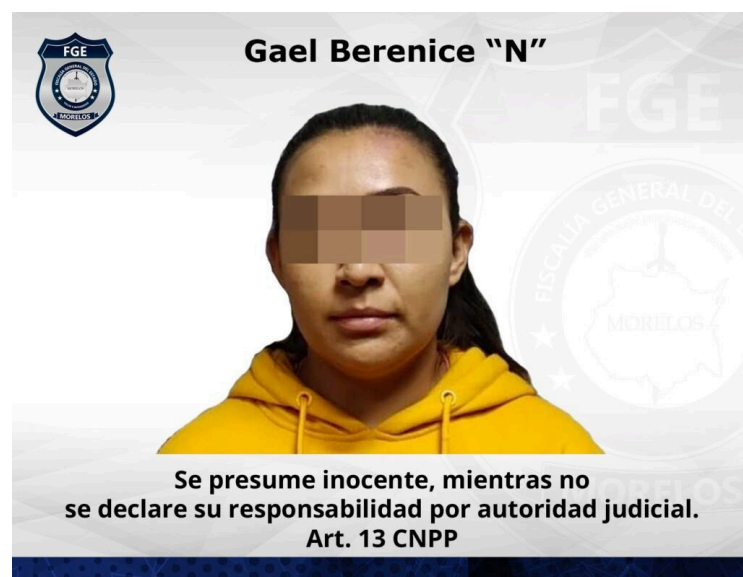 FGE
MORELOS
Gael Berenice “N”
FGE
FISCALÍA GENERAL DEL
MORELOS
MORELOS
Se presume inocente, mientras no
se declare su responsabilidad por autoridad judicial.
Art. 13 CNPP